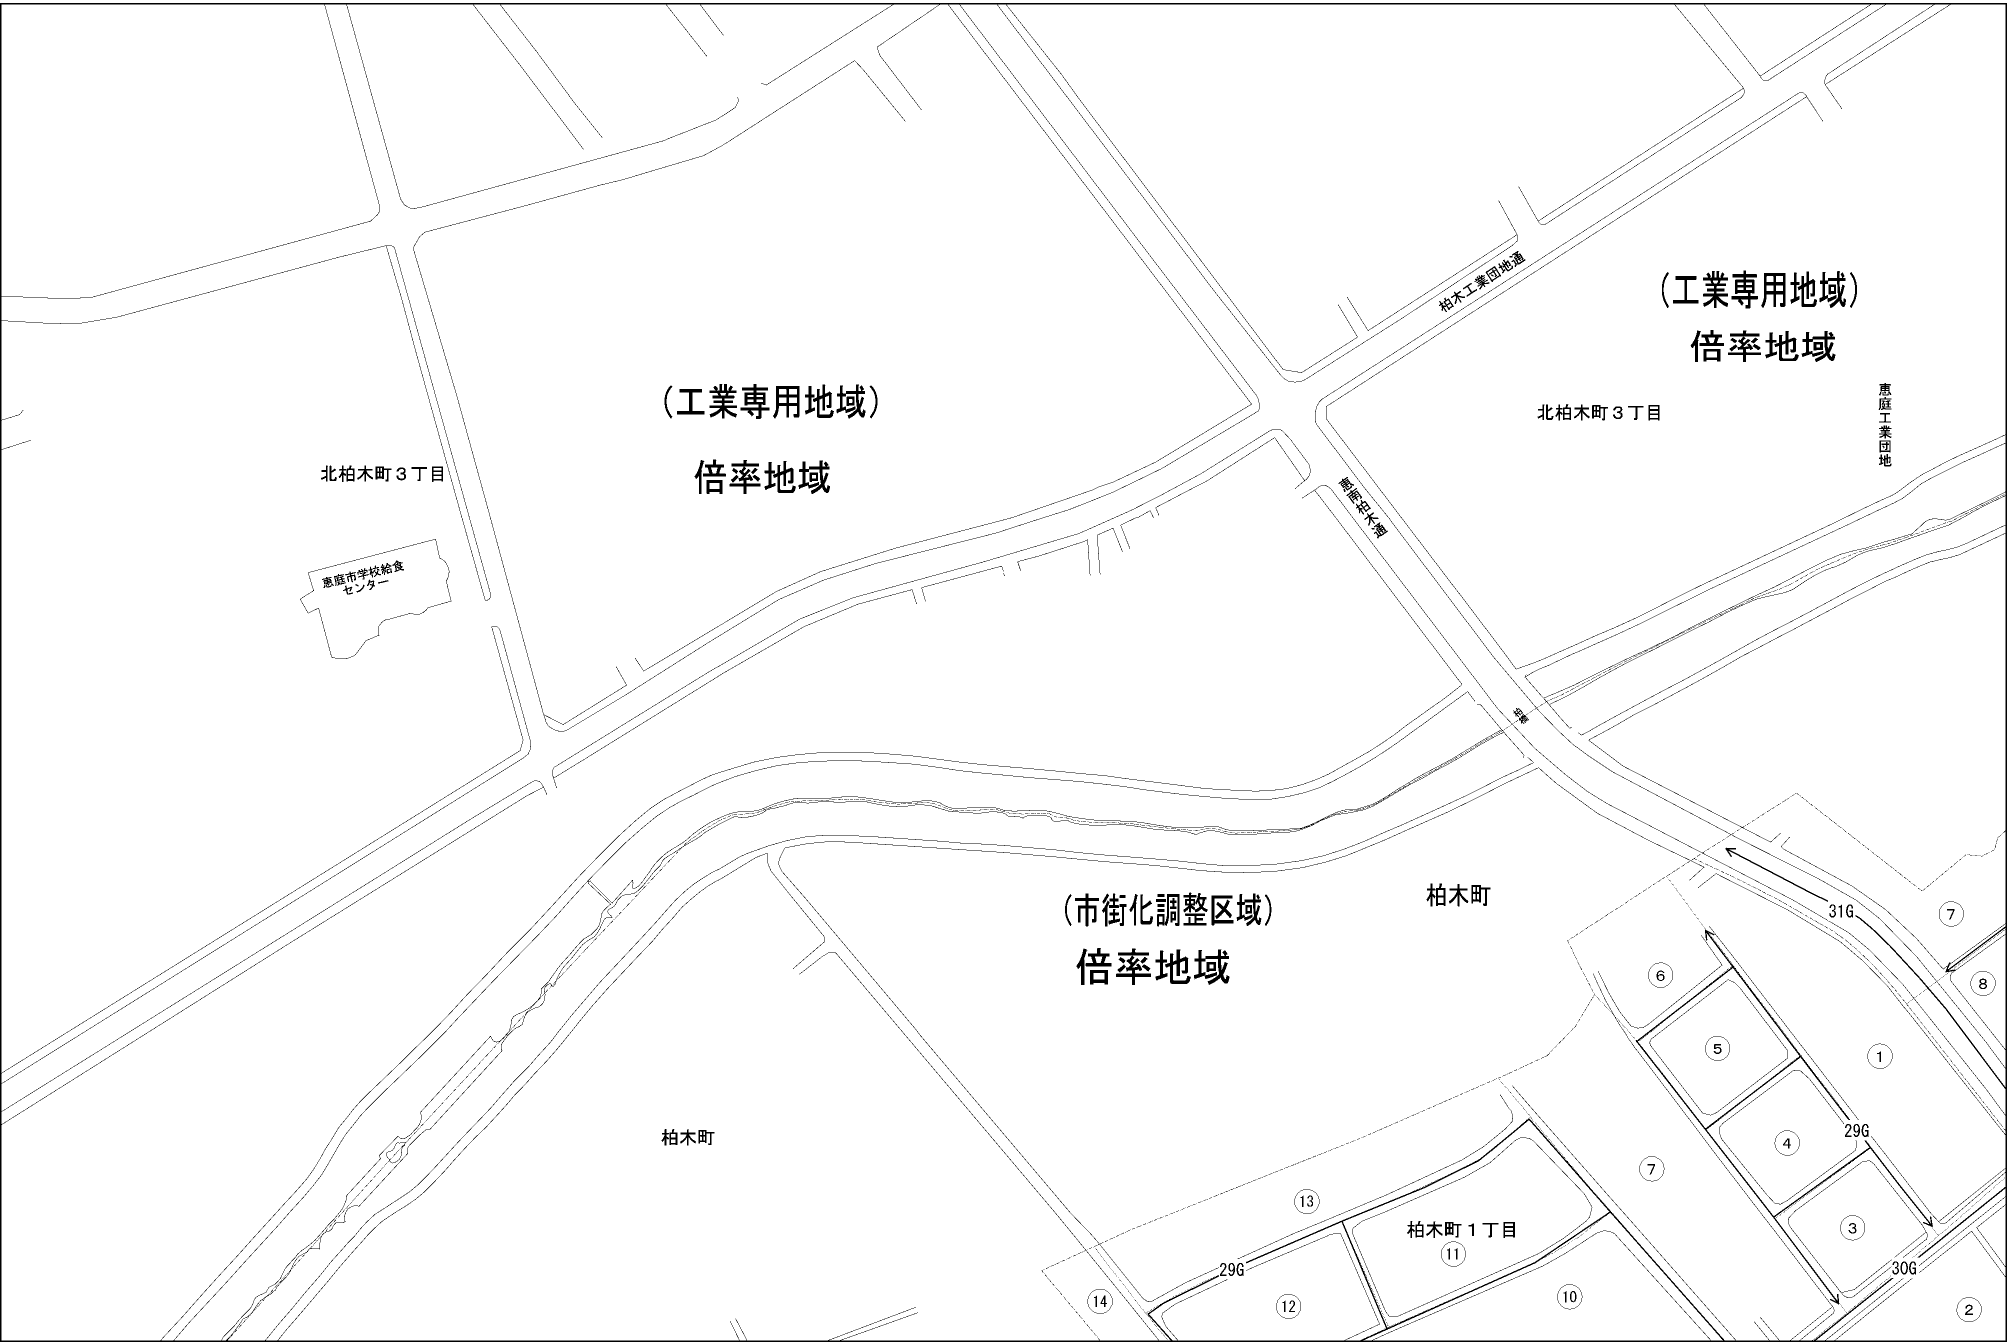 柏木工業団地通
（工業専用地域）
倍率地域
（工業専用地域）
倍率地域
北柏木町３丁目
恵庭工業団地
北柏木町３丁目
恵南柏木通
恵庭市学校給食
センター
（市街化調整区域）
倍率地域
柏木町
31G
⑦
⑥
⑧
⑤
①
柏木町
④
29G
⑦
⑬
③
柏木町１丁目
⑪
29G
30G
⑭
⑫
⑩
②